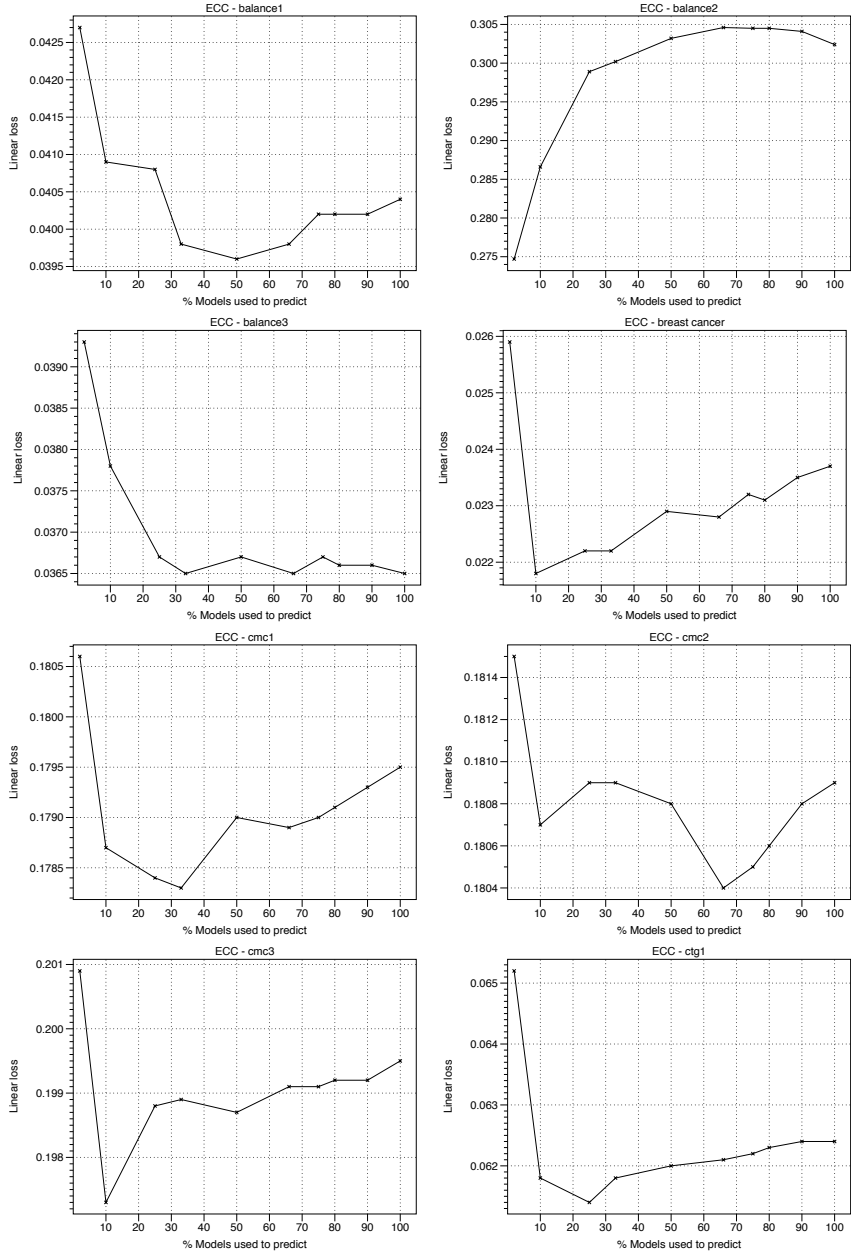 ECC - balance1
Linear loss
0.0425
0.0420
0.0415
0.0410
0.0405
0.0400
0.0395
10 20 30 40 50 60 70 80 90 100
% Models used to predict
ECC - balance2
Linear loss
0.305
0.300
0.295
0.290
0.285
0.280
0.275
10 20 30 40 50 60 70 80 90 100
% Models used to predict
ECC - balance3
Linear loss
0.0390
0.0385
0.0380
0.0375
0.0370
0.0365
10 20 30 40 50 60 70 80 90 100
% Models used to predict
ECC - breast cancer
Linear loss
0.026
0.025
0.024
0.023
0.022
10 20 30 40 50 60 70 80 90 100
% Models used to predict
ECC - cmc1
Linear loss
0.1805
0.1800
0.1795
0.1790
0.1785
10 20 30 40 50 60 70 80 90 100
% Models used to predict
ECC - cmc2
Linear loss
0.1814
0.1812
0.1810
0.1808
0.1806
0.1804
10 20 30 40 50 60 70 80 90 100
% Models used to predict
ECC - cmc3
Linear loss
0.201
0.200
0.199
0.198
10 20 30 40 50 60 70 80 90 100
% Models used to predict
ECC - ctg1
Linear loss
0.065
0.064
0.063
0.062
10 20 30 40 50 60 70 80 90 100
% Models used to predict